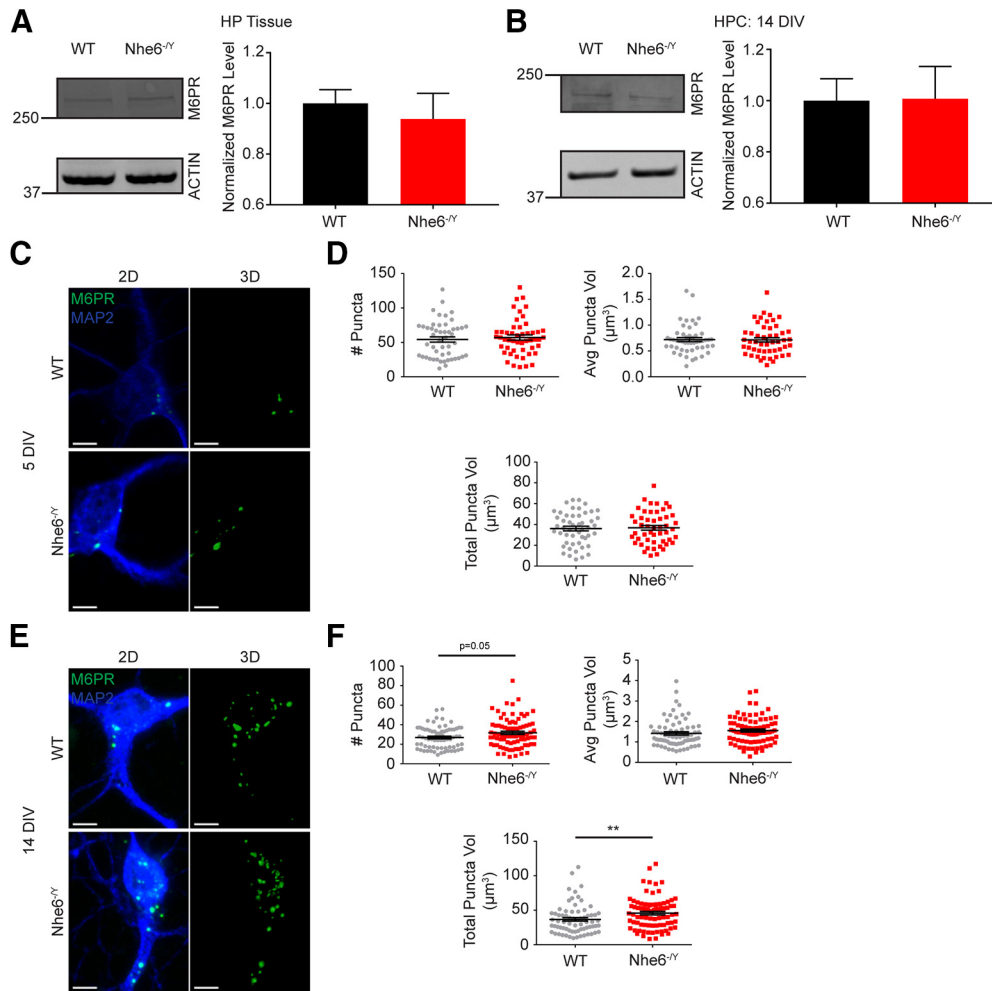 A
HP Tissue
WT
Nhe6-/Y
250
M6PR
37
ACTIN
Normalized M6PR Level
1.2
1.0
0.8
0.6
WT
Nhe6-/Y
B
HPC: 14 DIV
WT
Nhe6-/Y
250
M6PR
37
ACTIN
Normalized M6PR Level
1.2
1.0
0.8
0.6
WT
Nhe6-/Y
C
2D
3D
M6PR
MAP2
WT
5 DIV
Nhe6-/Y
D
# Puncta
150
100
50
0
WT
Nhe6-/Y
Avg Puncta Vol
(µm³)
2.0
1.5
1.0
0.5
0.0
WT
Nhe6-/Y
Total Puncta Vol
(µm³)
100
80
60
40
20
0
WT
Nhe6-/Y
E
2D
3D
M6PR
MAP2
WT
14 DIV
Nhe6-/Y
F
p=0.05
# Puncta
100
80
60
40
20
0
WT
Nhe6-/Y
Avg Puncta Vol
(µm³)
5
4
3
2
1
0
WT
Nhe6-/Y
**
Total Puncta Vol
(µm³)
150
100
50
0
WT
Nhe6-/Y